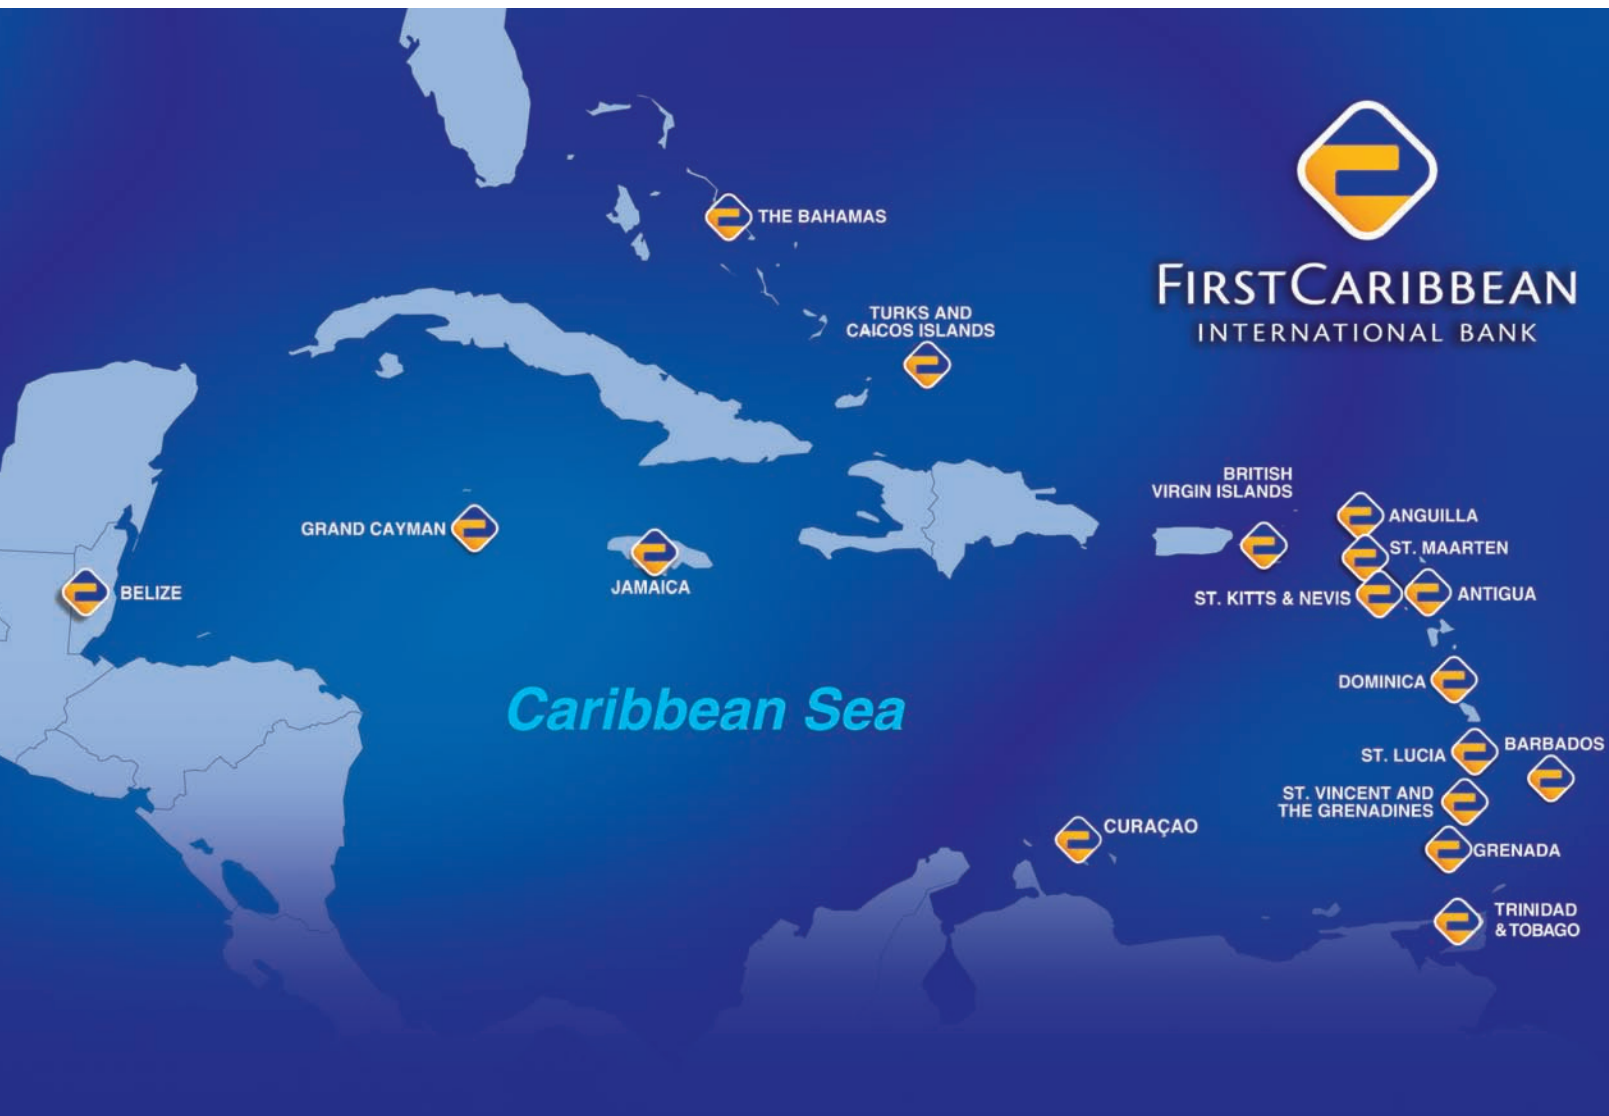 THE BAHAMAS
FIRSTCARIBBEAN
INTERNATIONAL BANK
TURKS AND
CAICOS ISLANDS
BRITISH
VIRGIN ISLANDS
ANGUILLA
GRAND CAYMAN
ST. MAARTEN
JAMAICA
BELIZE
ST. KITTS & NEVIS
ANTIGUA
DOMINICA
Caribbean Sea
ST. LUCIA
BARBADOS
ST. VINCENT AND
THE GRENADINES
CURAÇAO
GRENADA
TRINIDAD
& TOBAGO